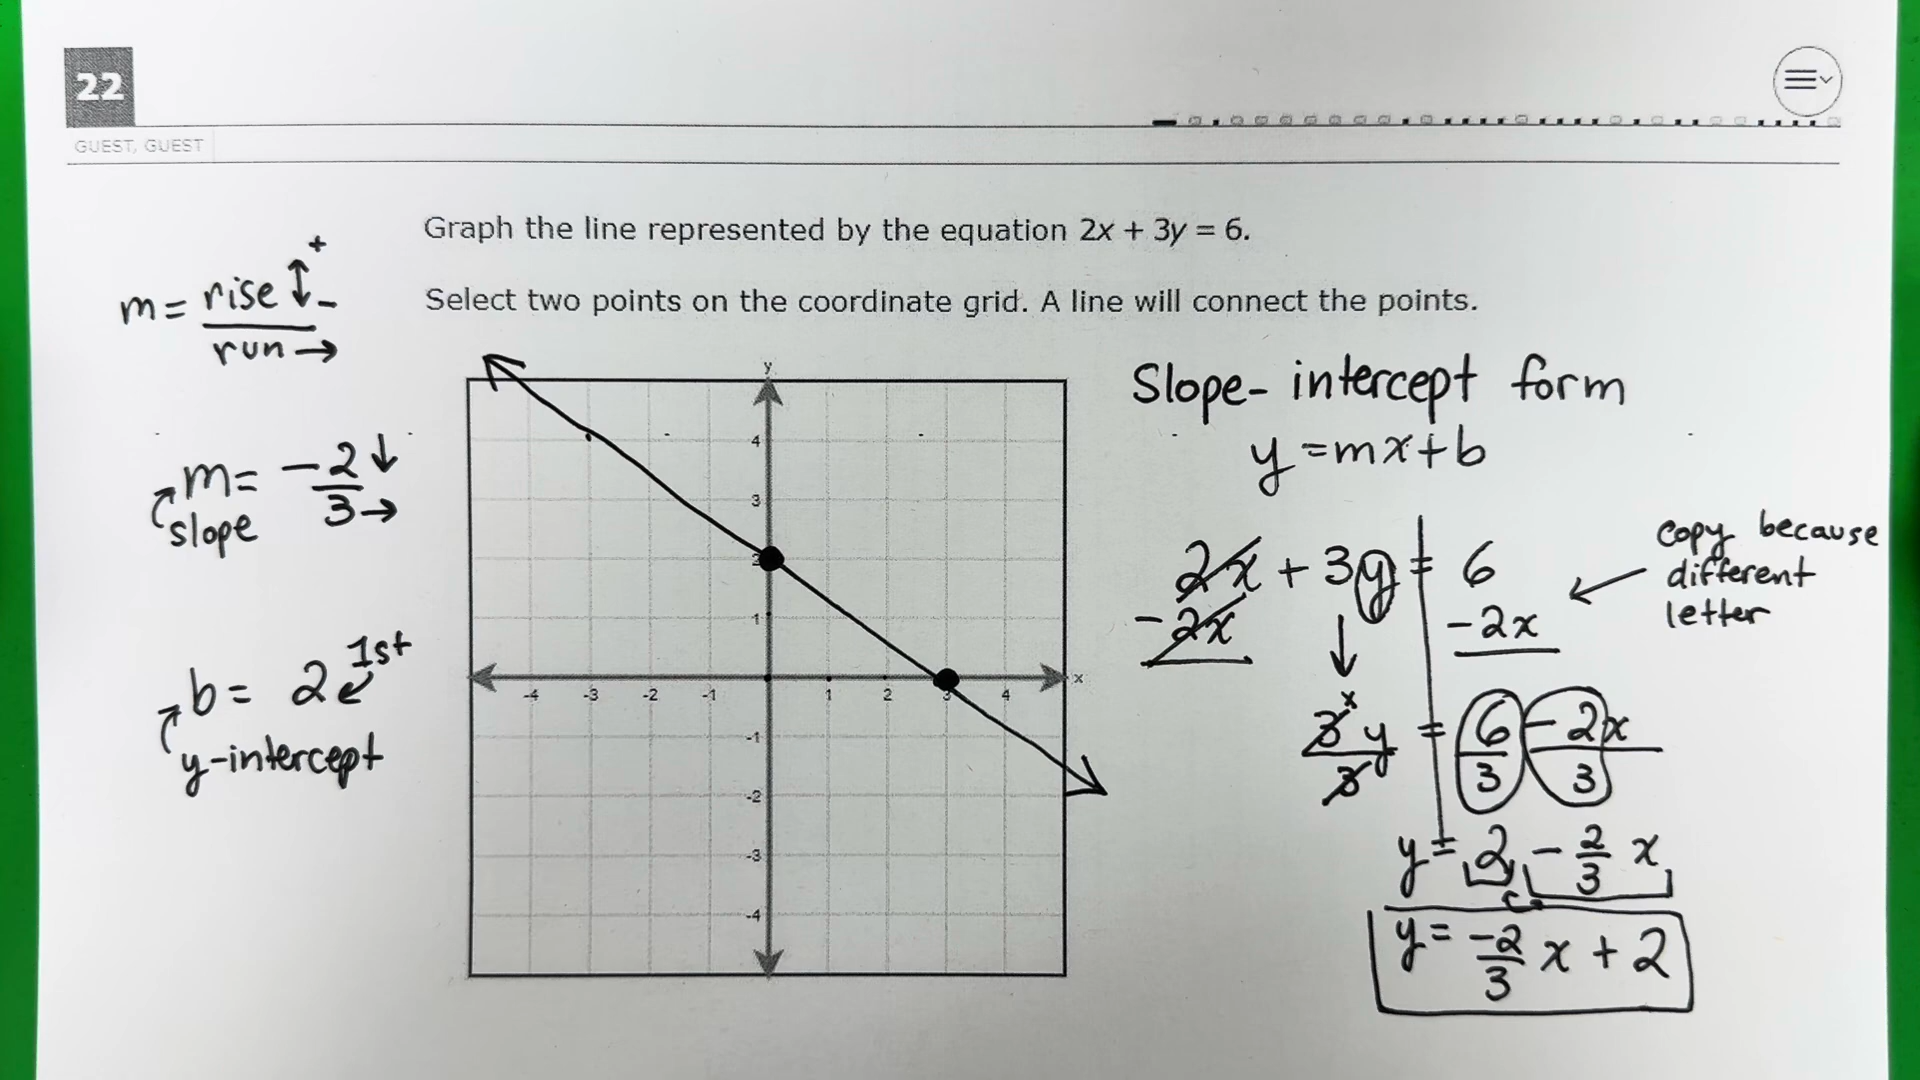 22
GUEST, GUEST
Graph the line represented by the equation 2x + 3y = 6.
Select two points on the coordinate grid. A line will connect the points.
m = rise ↕ + -
run →
m = -2 ↓
3 →
slope
b = 2 1st
y-intercept
y
4
3
2
1
-4 -3 -2 -1 1 2 3 4 x
-1
-2
-3
-4
Slope-intercept form
y = mx + b
2x + 3y = 6
-2x -2x
copy because
different
letter
3y = 6 - 2x
3 3 3
y = 2 - 2/3 x
y = -2/3 x + 2